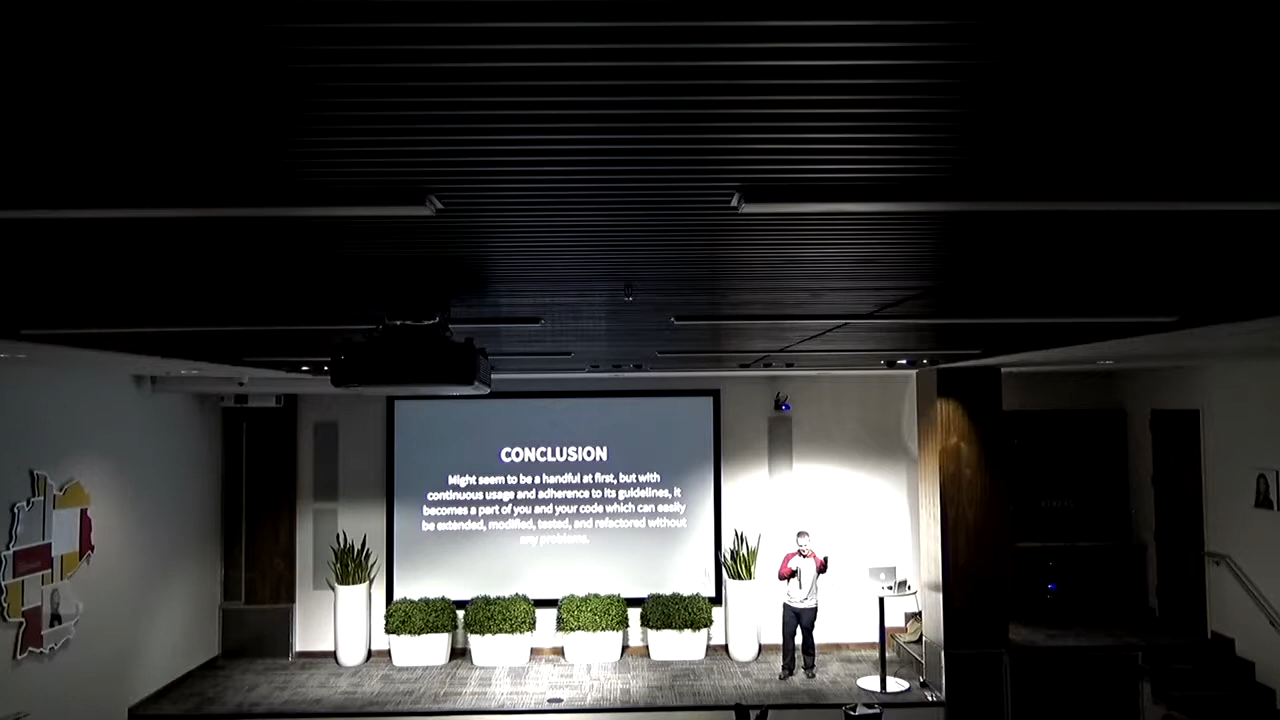 CONCLUSION
Might seem to be a handful at first, but with
continuous usage and adherence to its guidelines, it
becomes a part of you and your code which can easily
be extended, modified, tested, and refactored without
any problems.